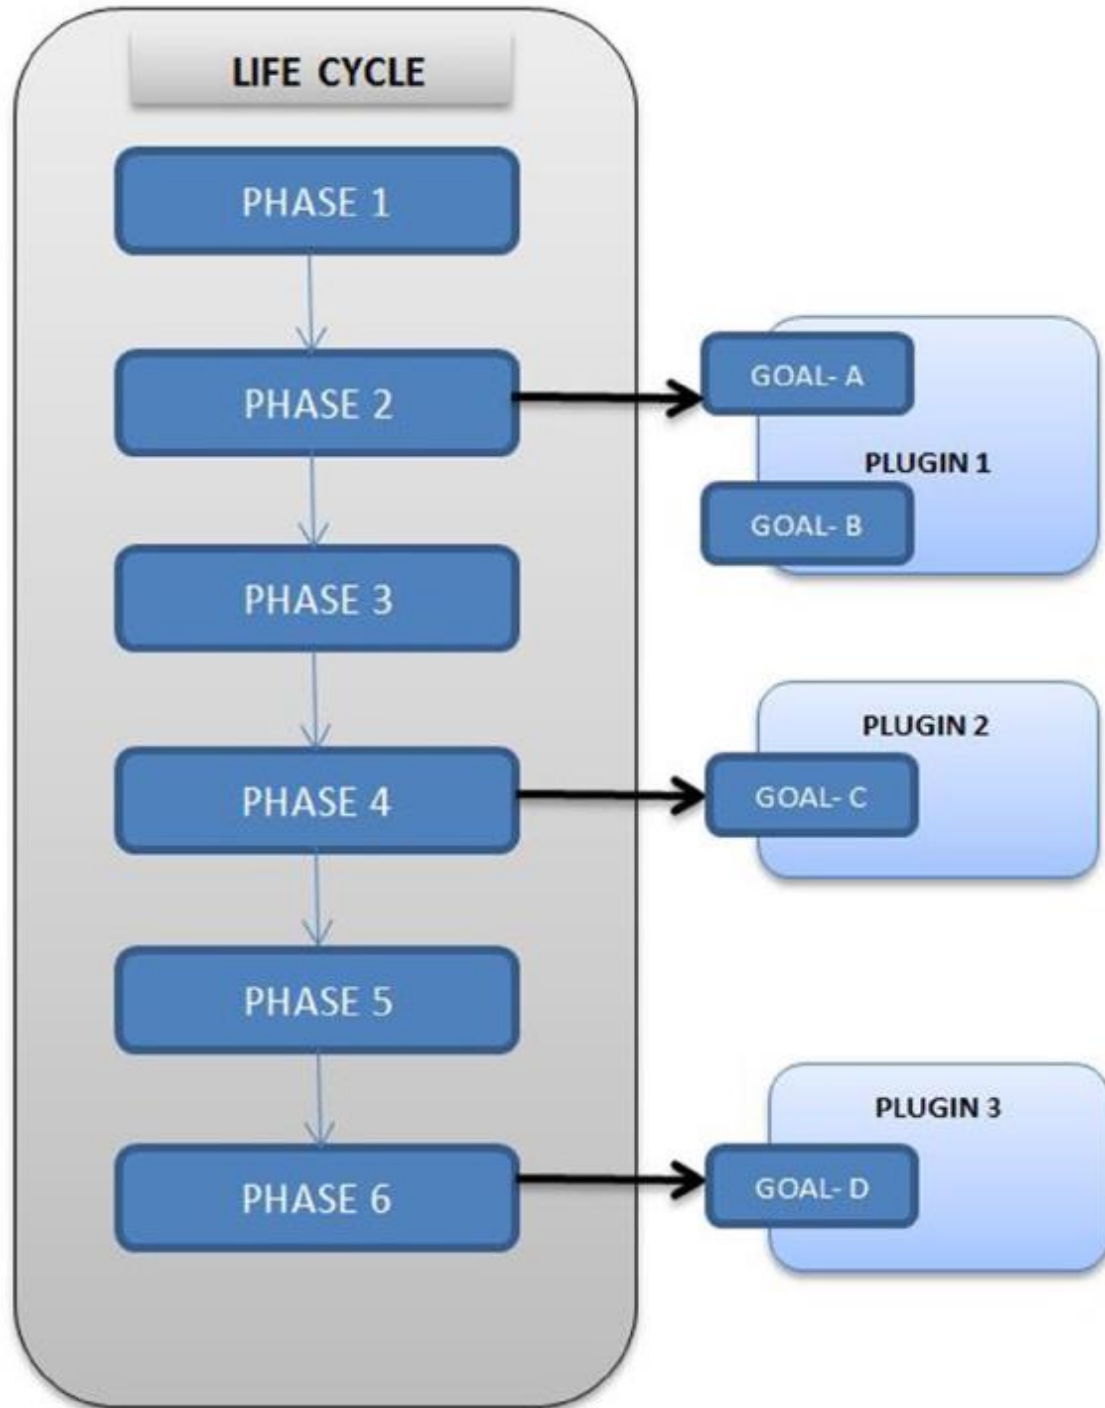 LIFE CYCLE
PHASE 1
PHASE 2
GOAL- A
PLUGIN 1
GOAL- B
PHASE 3
PLUGIN 2
PHASE 4
GOAL- C
PHASE 5
PLUGIN 3
PHASE 6
GOAL- D